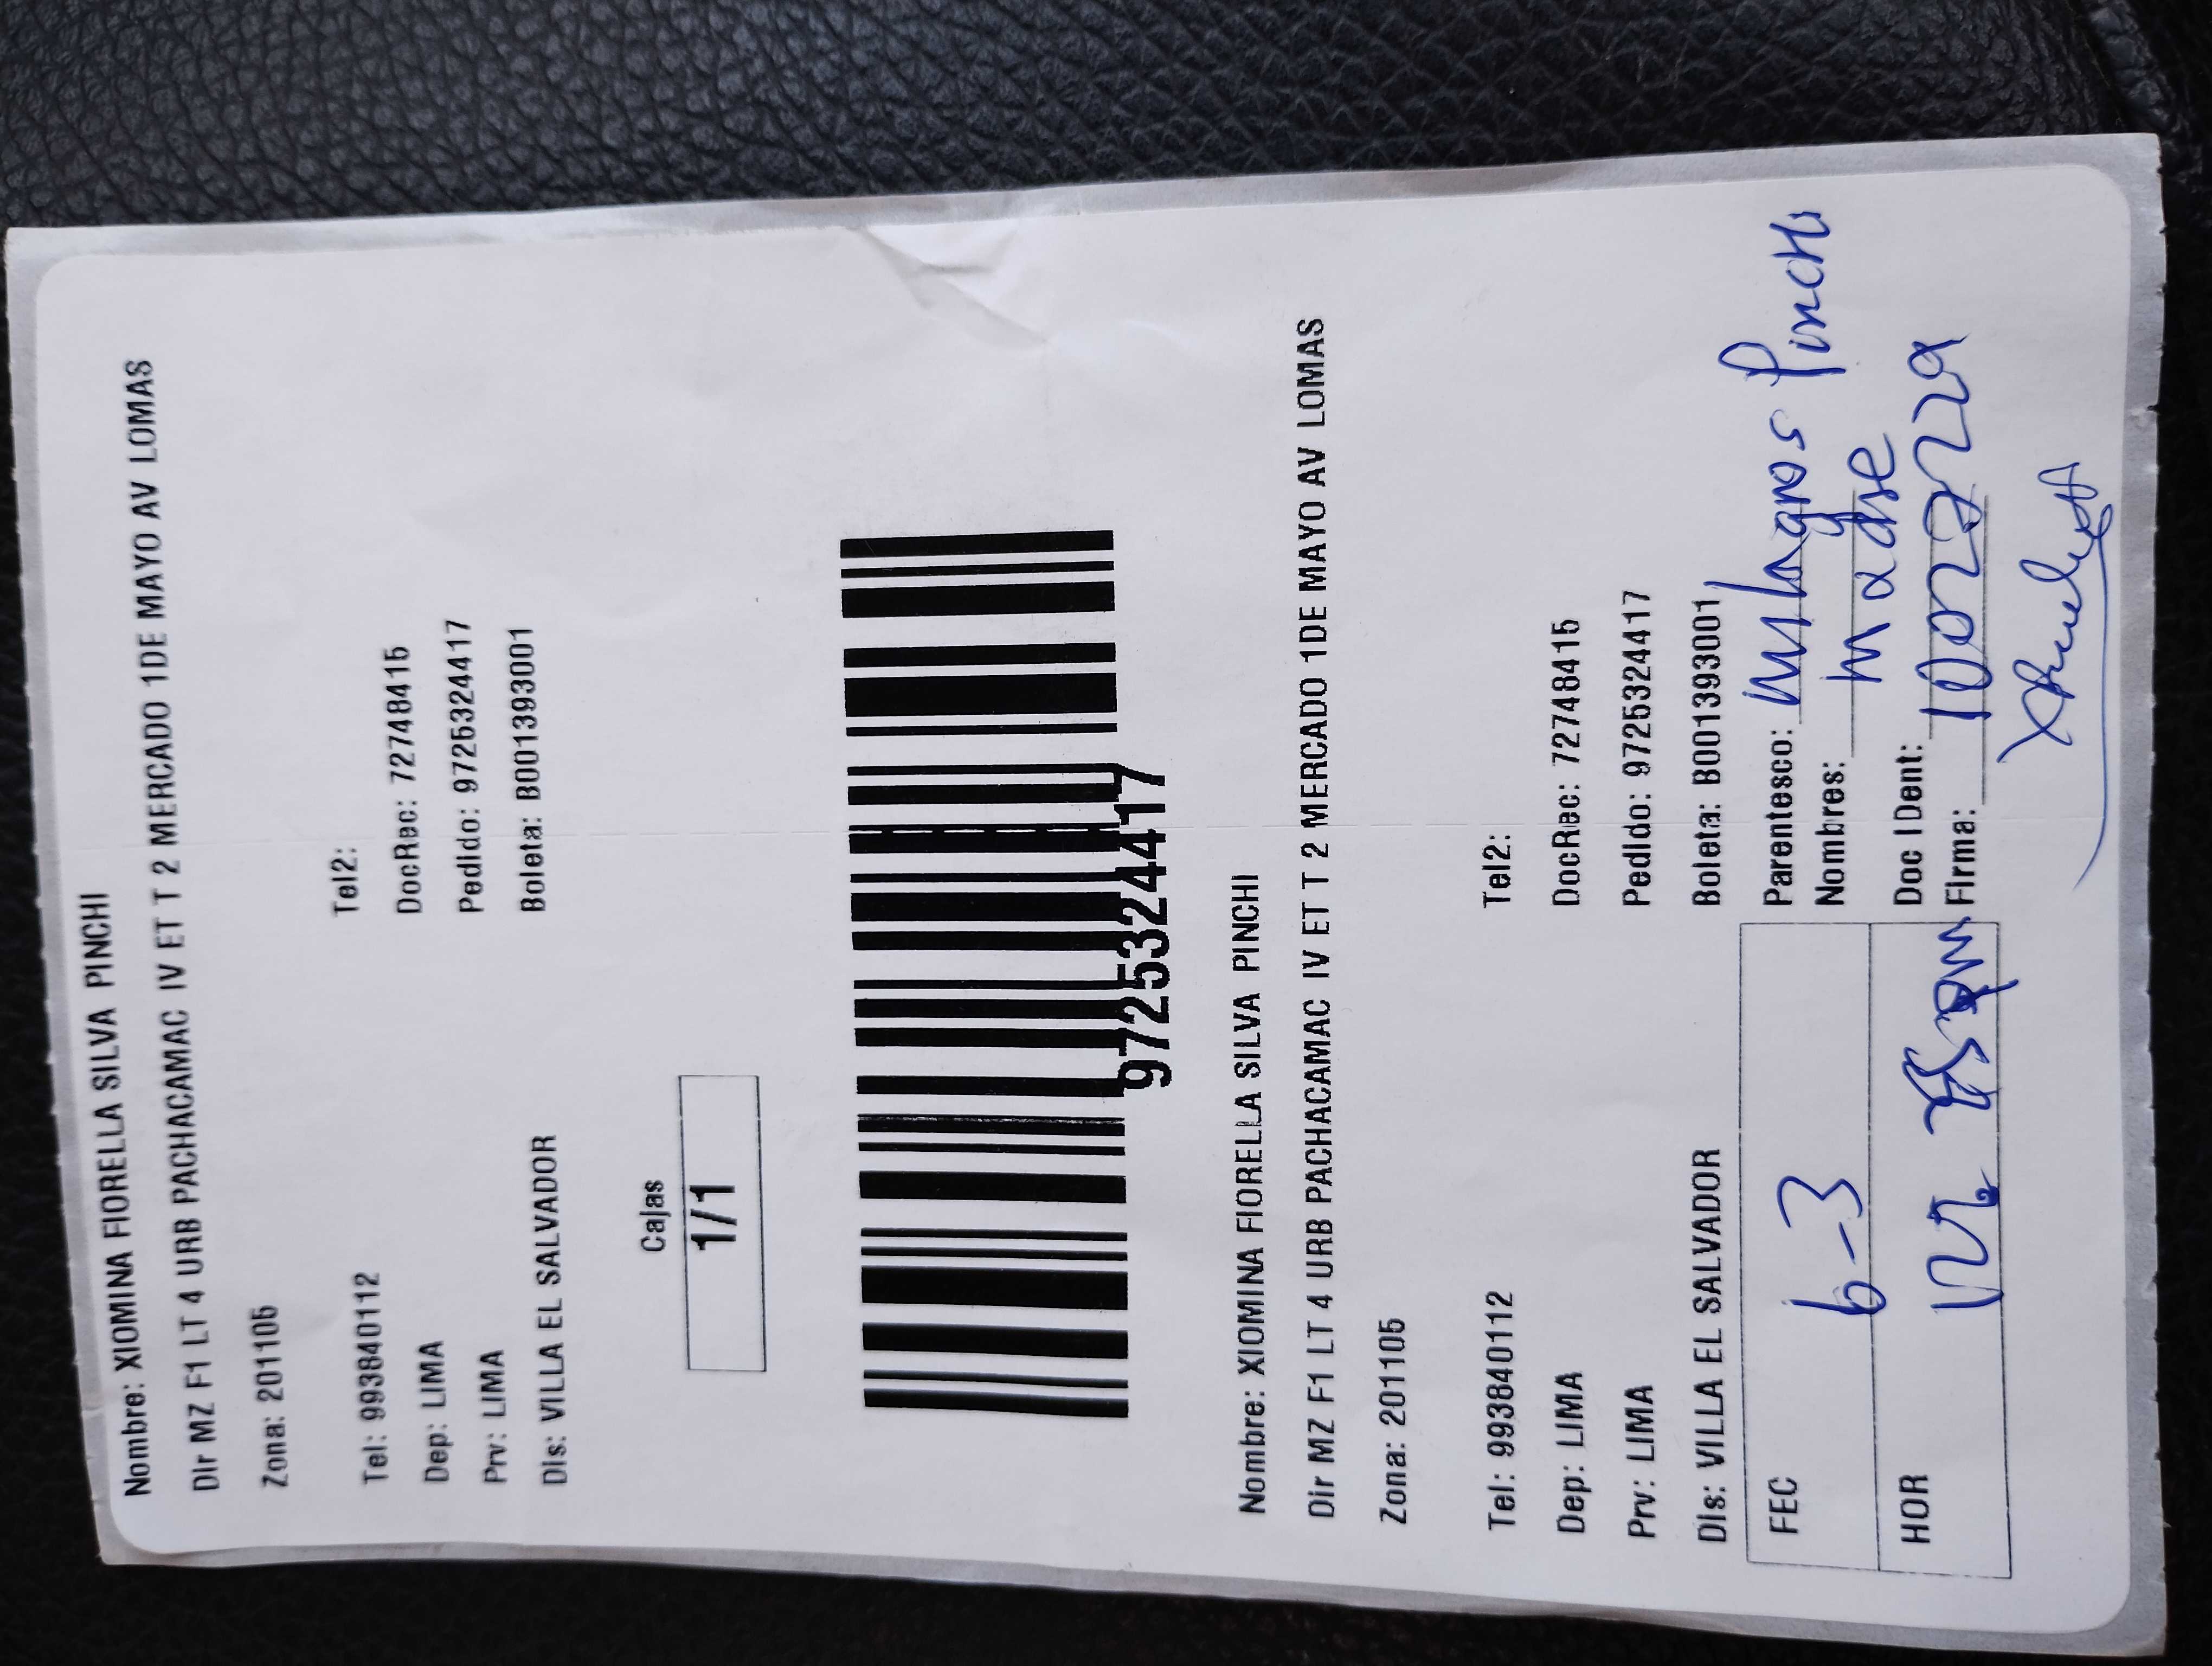 Nombre: XIOMINA FIORELLA SILVA PINCHI
Dir MZ F1 LT 4 URB PACHACAMAC IV ET T 2 MERCADO 1DE MAYO AV LOMAS
Zona: 201105
Tel: 993840112 Tel2:
Dep: LIMA DocRec: 72748415
Prv: LIMA Pedido: 9725324417
Dis: VILLA EL SALVADOR Boleta: B001393001
Cajas
1/1
9725324417
Nombre: XIOMINA FIORELLA SILVA PINCHI
Dir MZ F1 LT 4 URB PACHACAMAC IV ET T 2 MERCADO 1DE MAYO AV LOMAS
Zona: 201105
Tel: 993840112 Tel2:
Dep: LIMA DocRec: 72748415
Prv: LIMA Pedido: 9725324417
Dis: VILLA EL SALVADOR Boleta: B001393001
FEC 6-3 Parentesco: Milagros Pinchi
Nombres: Madre
HOR 12 Doc IDent:
Firma: